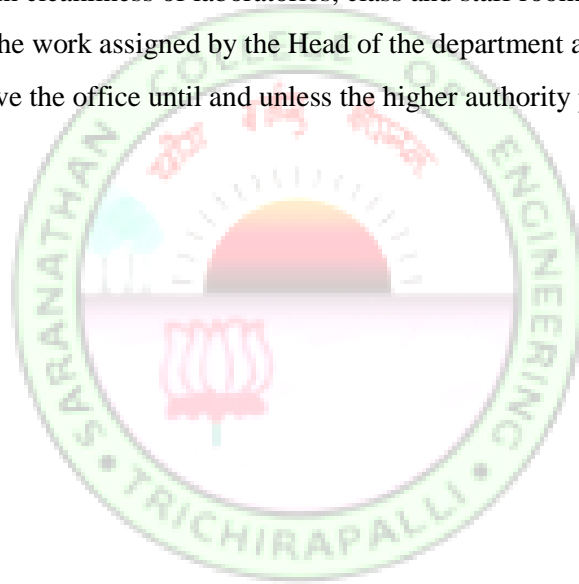 cleanliness of laboratories, class and staff room
he work assigned by the Head of the department a
ve the office until and unless the higher authority
SARANATHAN COLLEGE OF ENGINEERING
• TRICHIRAPALLI •